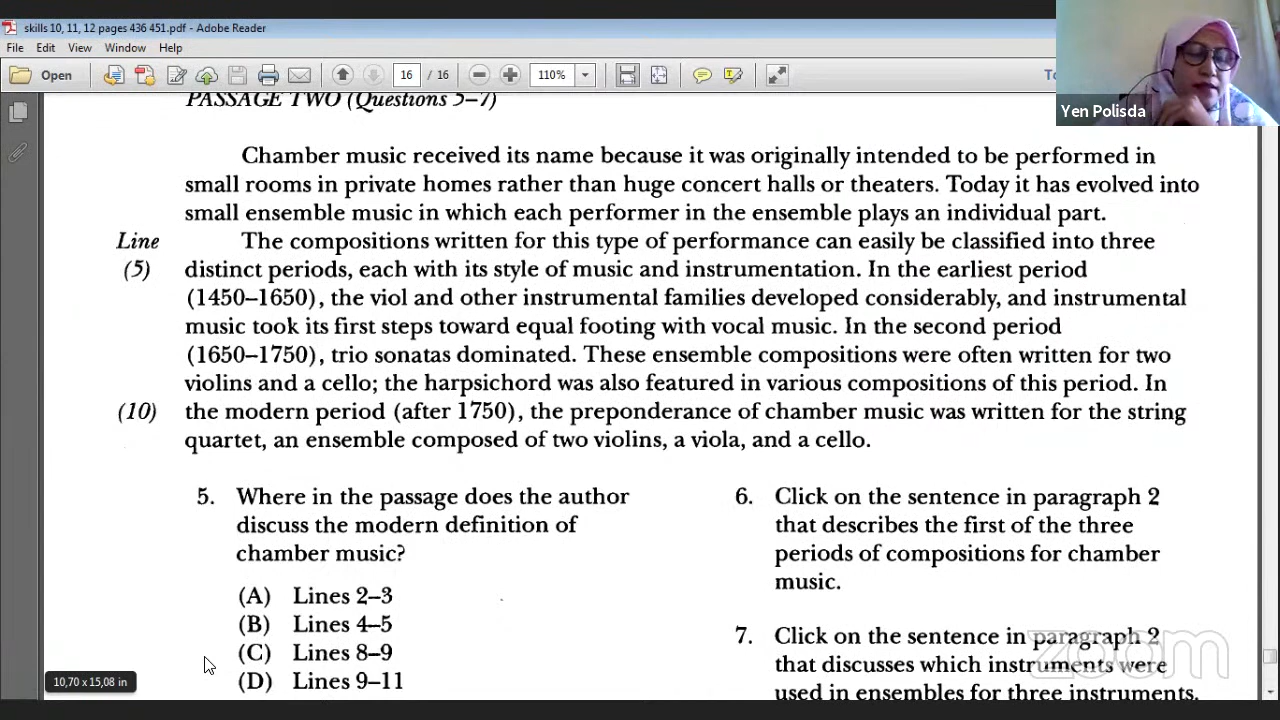 skills 10, 11, 12 pages 436 451.pdf - Adobe Reader
File Edit View Window Help
Open 16 / 16 110%
Yen Polisda
PASSAGE TWO (Questions 5–7)
Chamber music received its name because it was originally intended to be performed in
small rooms in private homes rather than huge concert halls or theaters. Today it has evolved into
small ensemble music in which each performer in the ensemble plays an individual part.
Line The compositions written for this type of performance can easily be classified into three
(5) distinct periods, each with its style of music and instrumentation. In the earliest period
(1450–1650), the viol and other instrumental families developed considerably, and instrumental
music took its first steps toward equal footing with vocal music. In the second period
(1650–1750), trio sonatas dominated. These ensemble compositions were often written for two
violins and a cello; the harpsichord was also featured in various compositions of this period. In
(10) the modern period (after 1750), the preponderance of chamber music was written for the string
quartet, an ensemble composed of two violins, a viola, and a cello.
5. Where in the passage does the author
discuss the modern definition of
chamber music?
(A) Lines 2–3
(B) Lines 4–5
(C) Lines 8–9
(D) Lines 9–11
6. Click on the sentence in paragraph 2
that describes the first of the three
periods of compositions for chamber
music.
7. Click on the sentence in paragraph 2
that discusses which instruments were
used in ensembles for three instruments.
10,70 x 15,08 in
zoom